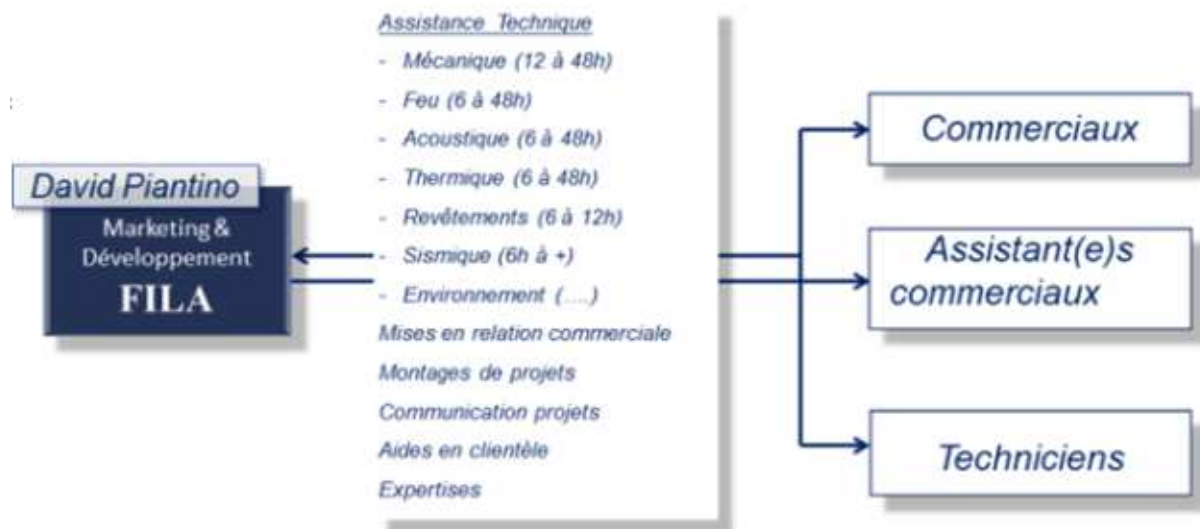 David Piantino
Marketing &
Développement
FILA
Assistance Technique
- Mécanique (12 à 48h)
- Feu (6 à 48h)
- Acoustique (6 à 48h)
- Thermique (6 à 48h)
- Revêtements (6 à 12h)
- Sismique (6h à +)
- Environnement (....)
Mises en relation commerciale
Montages de projets
Communication projets
Aides en clientèle
Expertises
Commerciaux
Assistant(e)s
commerciaux
Techniciens